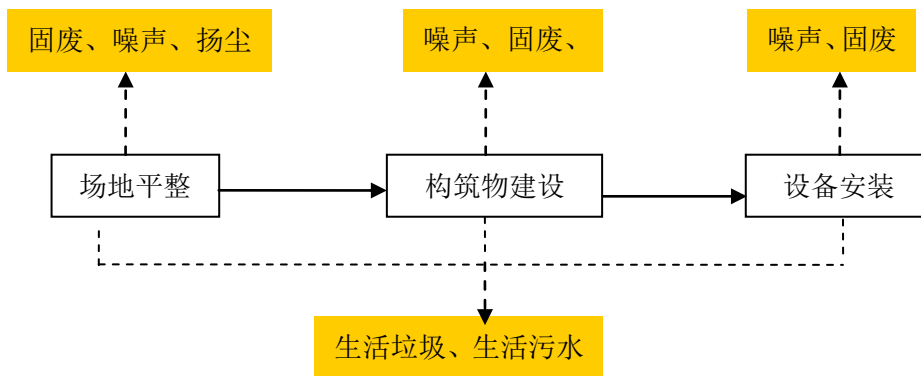 固废、噪声、扬尘
噪声、固废、
噪声、固废
场地平整
构筑物建设
设备安装
生活垃圾、生活污水